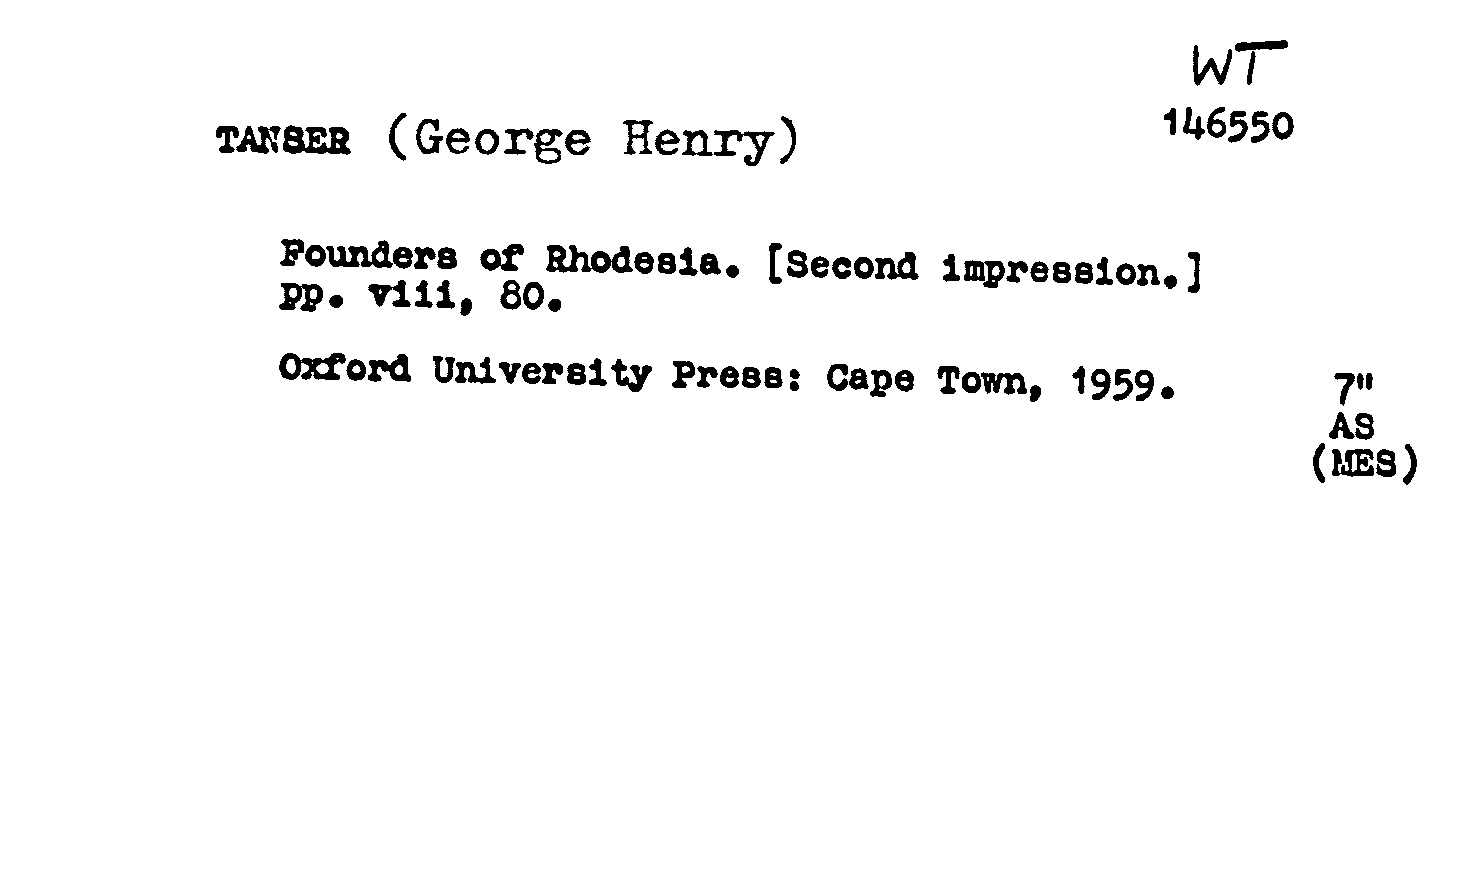 WT
146550
TANSER (George Henry)
Founders of Rhodesia. [Second impression.]
pp. viii, 80.
Oxford University Press: Cape Town, 1959.
7"
AS
(MES)